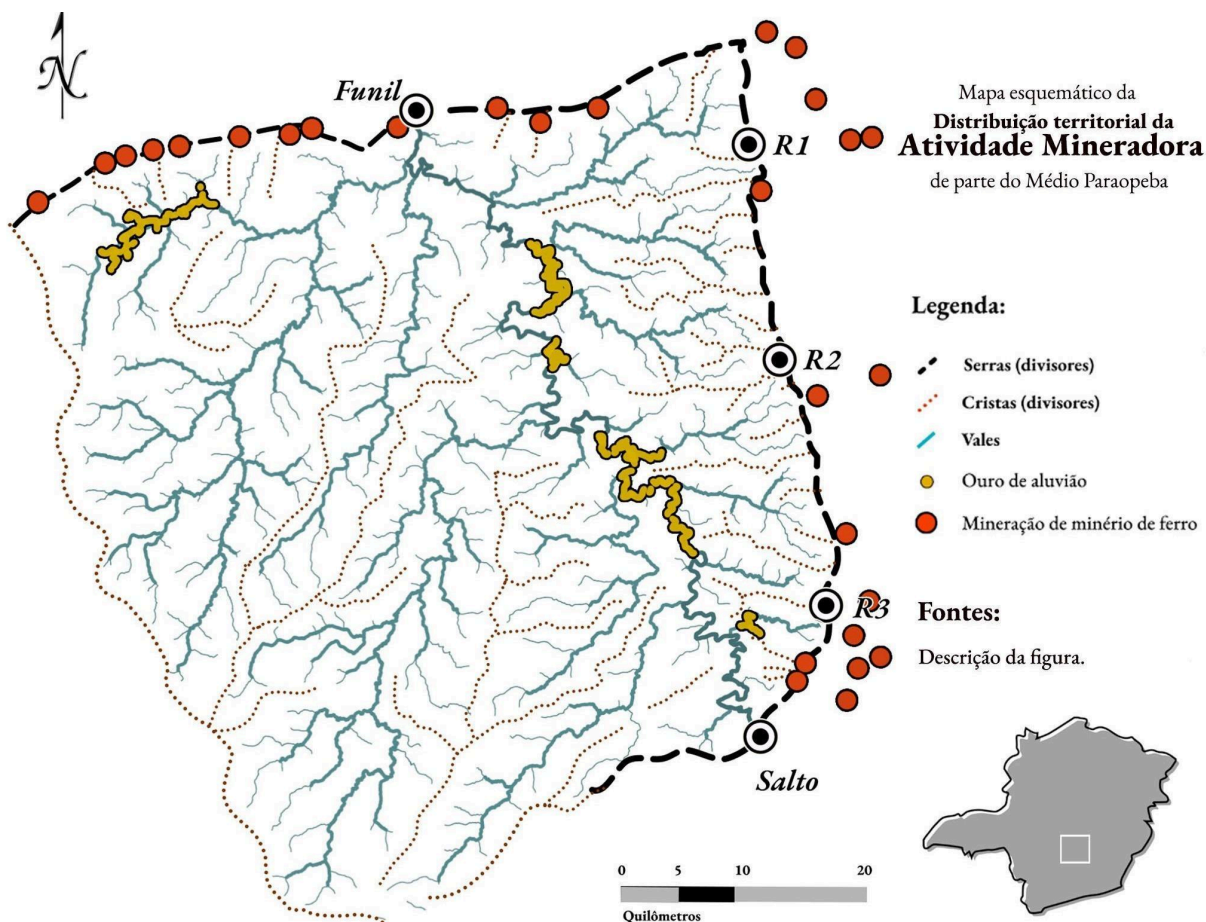 N
Funil
R1
R2
R3
Salto
Mapa esquemático da
Distribuição territorial da
Atividade Mineradora
de parte do Médio Paraopeba
Legenda:
Serras (divisores)
Cristas (divisores)
Vales
Ouro de aluvião
Mineração de minério de ferro
Fontes:
Descrição da figura.
0 5 10 20
Quilômetros